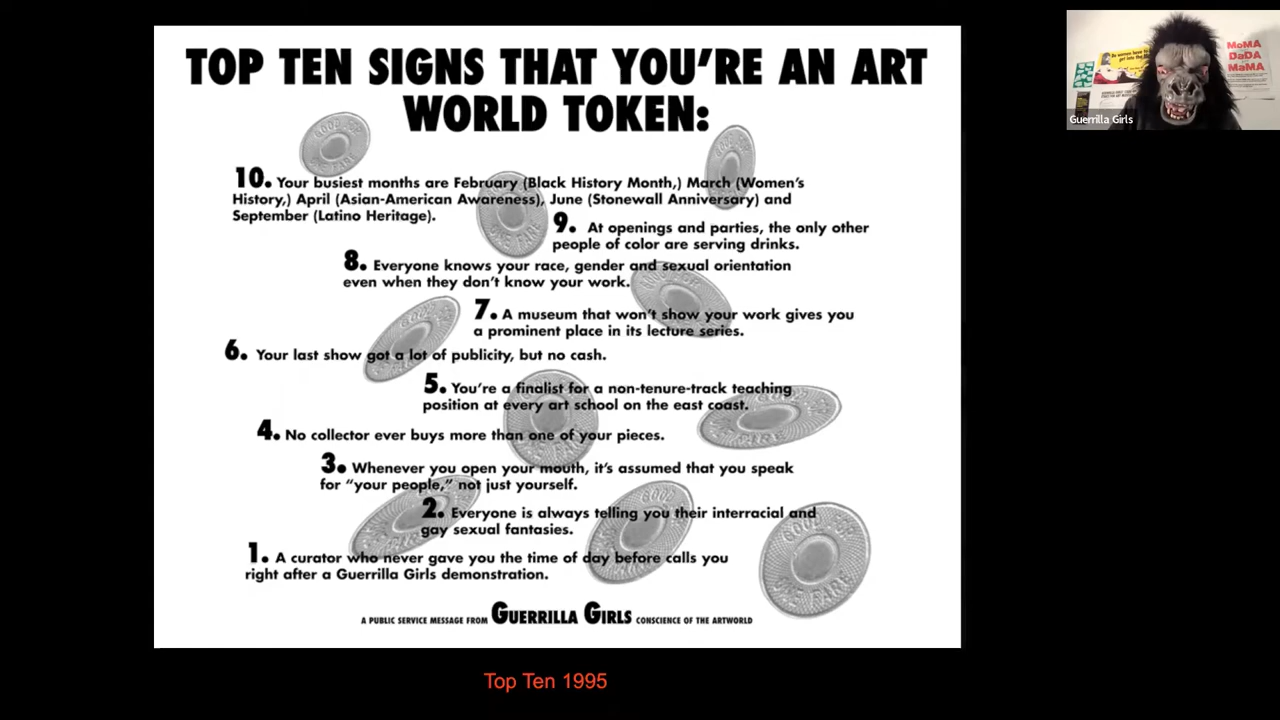 TOP TEN SIGNS THAT YOU'RE AN ART
WORLD TOKEN:
10. Your busiest months are February (Black History Month,) March (Women's
History,) April (Asian-American Awareness), June (Stonewall Anniversary) and
September (Latino Heritage).
9. At openings and parties, the only other
people of color are serving drinks.
8. Everyone knows your race, gender and sexual orientation
even when they don't know your work.
7. A museum that won't show your work gives you
a prominent place in its lecture series.
6. Your last show got a lot of publicity, but no cash.
5. You're a finalist for a non-tenure-track teaching
position at every art school on the east coast.
4. No collector ever buys more than one of your pieces.
3. Whenever you open your mouth, it's assumed that you speak
for “your people,” not just yourself.
2. Everyone is always telling you their interracial and
gay sexual fantasies.
1. A curator who never gave you the time of day before calls you
right after a Guerrilla Girls demonstration.
A PUBLIC SERVICE MESSAGE FROM GUERRILLA GIRLS CONSCIENCE OF THE ARTWORLD
Top Ten 1995
GOOD FOR
ONE FARE
MoMA
DaDA
MaMA
Guerrilla Girls